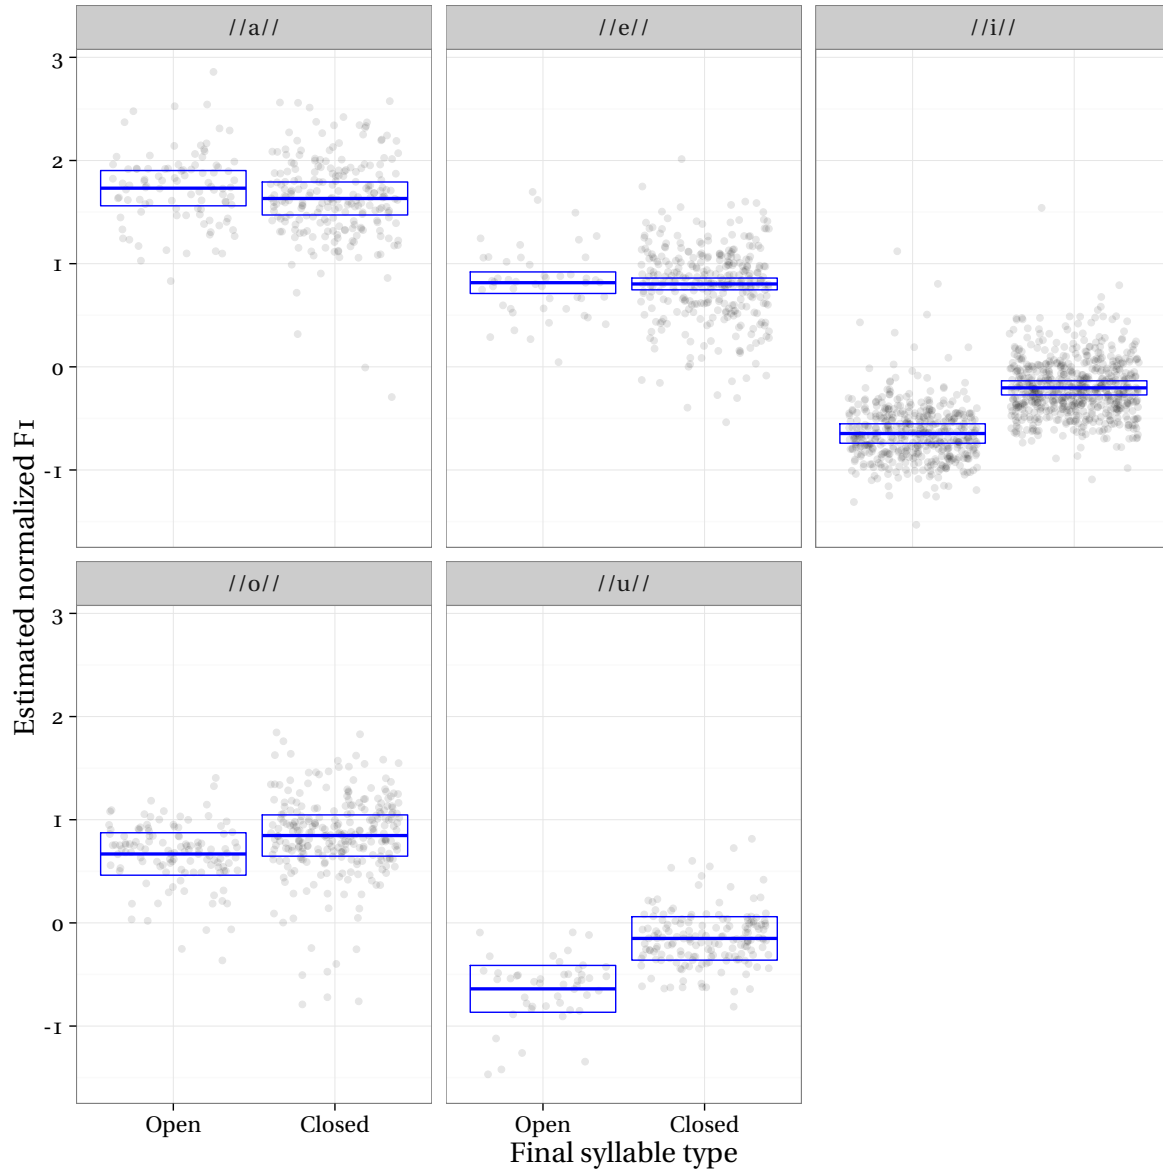 //a//
//e//
//i//
3
2
1
0
-1
Estimated normalized F1
//o//
//u//
3
2
1
0
-1
Open
Closed
Open
Closed
Final syllable type